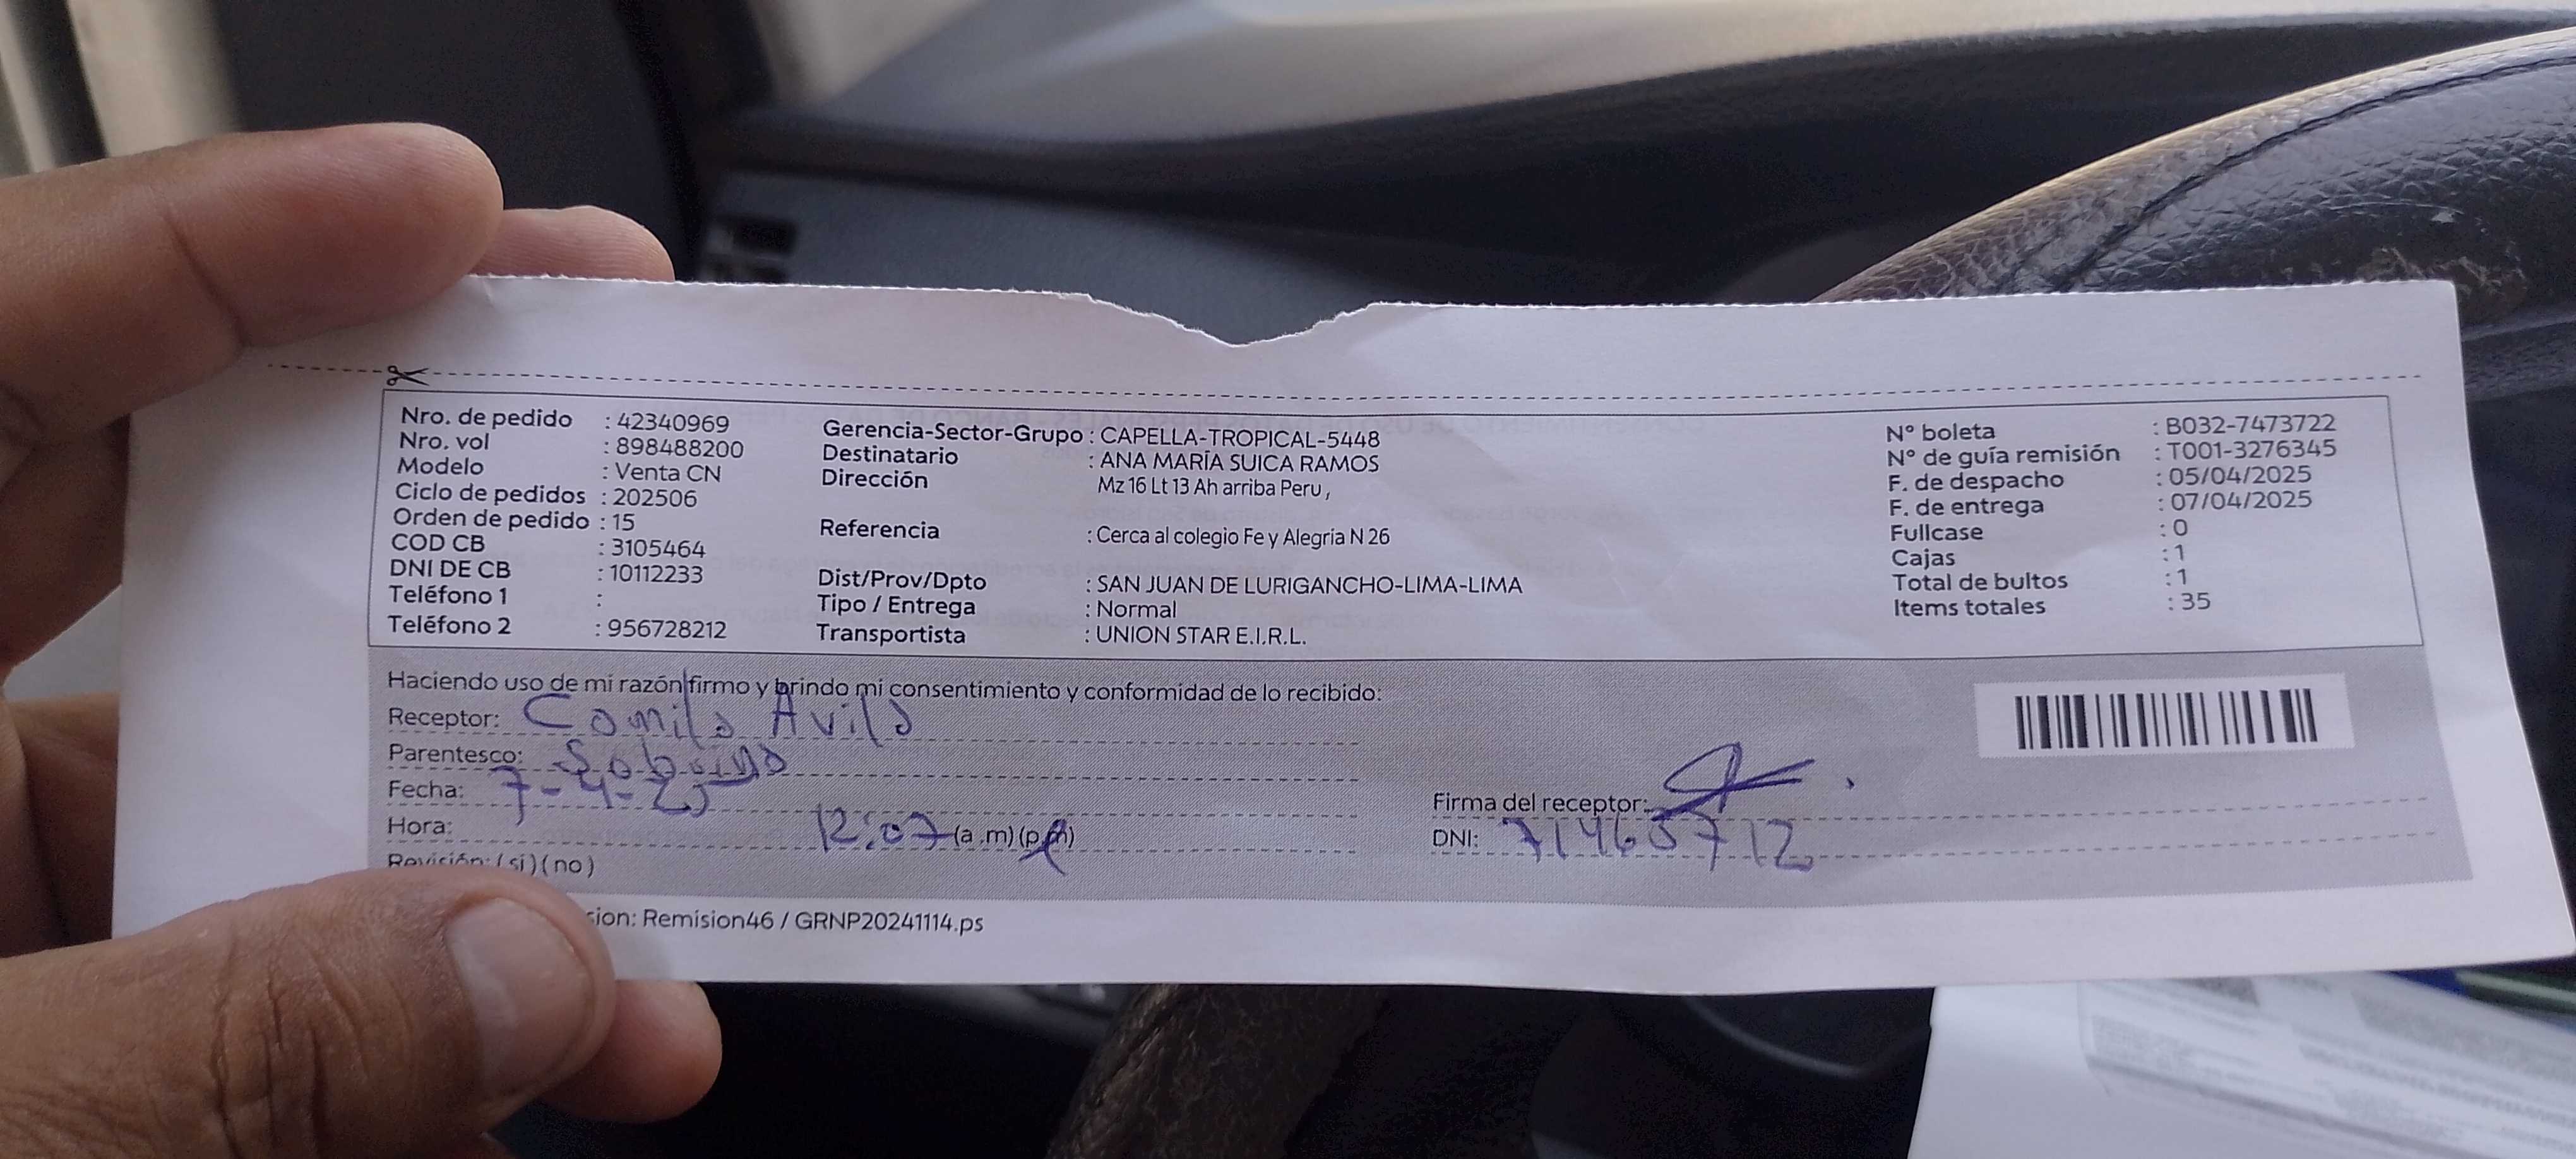 Nro. de pedido : 42340969
Nro. vol : 898488200
Modelo : Venta CN
Ciclo de pedidos : 202506
Orden de pedido : 15
COD CB : 3105464
DNI DE CB : 10112233
Teléfono 1 :
Teléfono 2 : 956728212
Gerencia-Sector-Grupo : CAPELLA-TROPICAL-5448
Destinatario : ANA MARÍA SUICA RAMOS
Dirección Mz 16 Lt 13 Ah arriba Peru ,
Referencia : Cerca al colegio Fe y Alegria N 26
Dist/Prov/Dpto : SAN JUAN DE LURIGANCHO-LIMA-LIMA
Tipo / Entrega : Normal
Transportista : UNION STAR E.I.R.L.
N° boleta : B032-7473722
N° de guía remisión : T001-3276345
F. de despacho : 05/04/2025
F. de entrega : 07/04/2025
Fullcase : 0
Cajas : 1
Total de bultos : 1
Items totales : 35
Haciendo uso de mi razón firmo y brindo mi consentimiento y conformidad de lo recibido:
Receptor: Camila Avila
Parentesco: Sobrina
Fecha: 7-4-25
Hora: 12:07 (a .m) (p.m)
Revisión: ( si ) ( no )
Firma del receptor:
DNI: 71463712
sion: Remision46 / GRNP20241114.ps